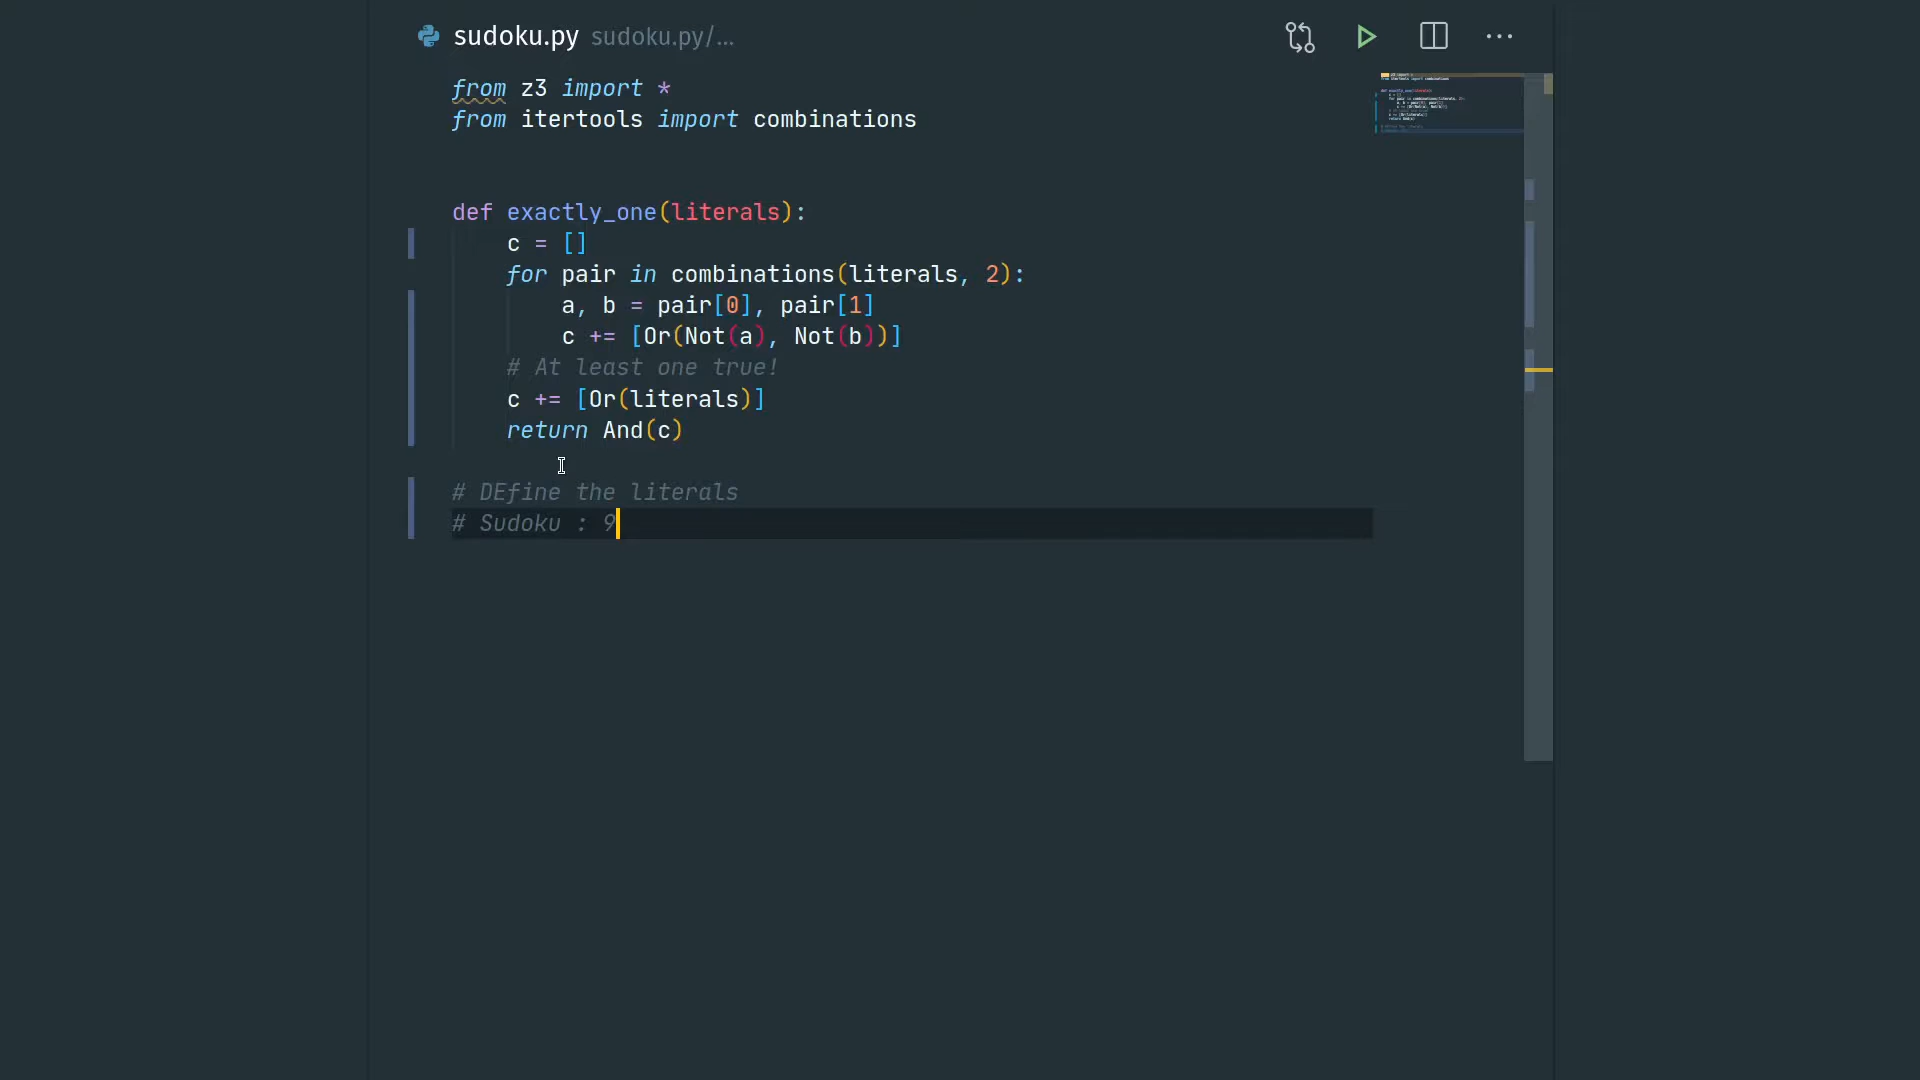 sudoku.py sudoku.py/...
from z3 import *
from itertools import combinations
def exactly_one(literals):
    c = []
    for pair in combinations(literals, 2):
        a, b = pair[0], pair[1]
        c += [Or(Not(a), Not(b))]
    # At least one true!
    c += [Or(literals)]
    return And(c)
# DEfine the literals
# Sudoku : 9